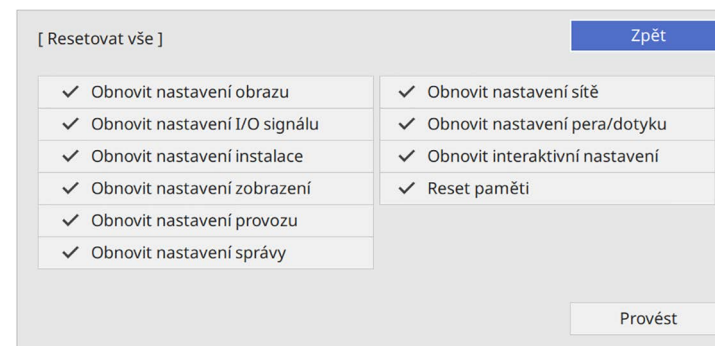 [ Resetovat vše ]
Zpět
Obnovit nastavení obrazu
Obnovit nastavení I/O signálu
Obnovit nastavení instalace
Obnovit nastavení zobrazení
Obnovit nastavení provozu
Obnovit nastavení správy
Obnovit nastavení sítě
Obnovit nastavení pera/dotyku
Obnovit interaktivní nastavení
Reset paměti
Provést